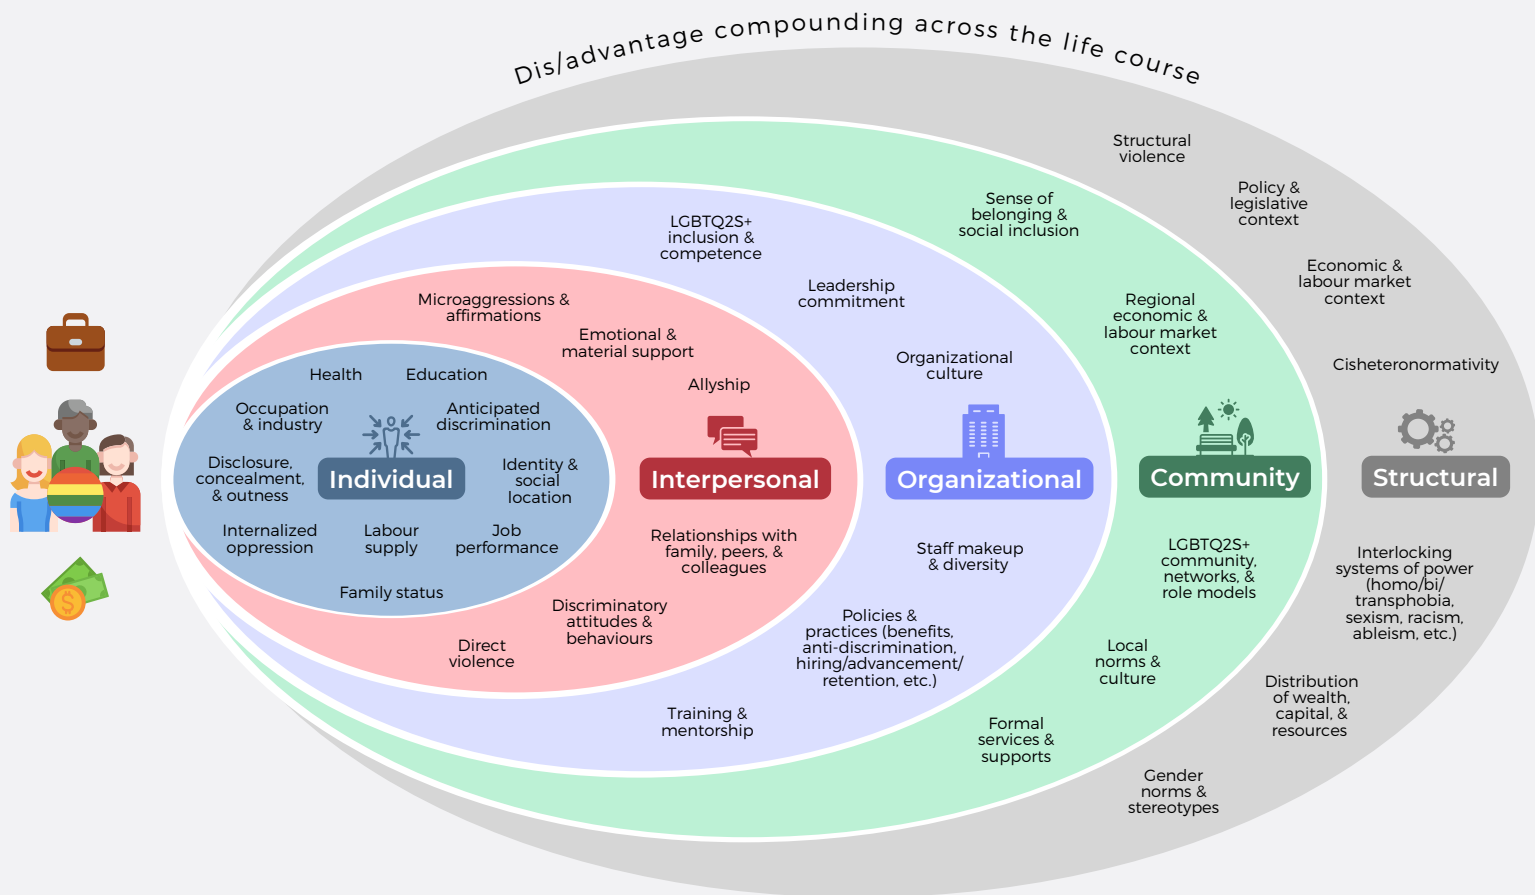 Dis/advantage compounding across the life course
Health
Education
Occupation
& industry
Anticipated
discrimination
Disclosure,
concealment,
& outness
Individual
Identity &
social
location
Internalized
oppression
Labour
supply
Job
performance
Family status
Microaggressions &
affirmations
Emotional &
material support
Allyship
Interpersonal
Relationships with
family, peers, &
colleagues
Discriminatory
attitudes &
behaviours
Direct
violence
LGBTQ2S+
inclusion &
competence
Leadership
commitment
Organizational
culture
Organizational
Staff makeup
& diversity
Policies &
practices (benefits,
anti-discrimination,
hiring/advancement/
retention, etc.)
Training &
mentorship
Sense of
belonging &
social inclusion
Regional
economic &
labour market
context
Community
LGBTQ2S+
community,
networks, &
role models
Local
norms &
culture
Formal
services &
supports
Structural
violence
Policy &
legislative
context
Economic &
labour market
context
Cisheteronormativity
Structural
Interlocking
systems of power
(homo/bi/
transphobia,
sexism, racism,
ableism, etc.)
Distribution
of wealth,
capital, &
resources
Gender
norms &
stereotypes